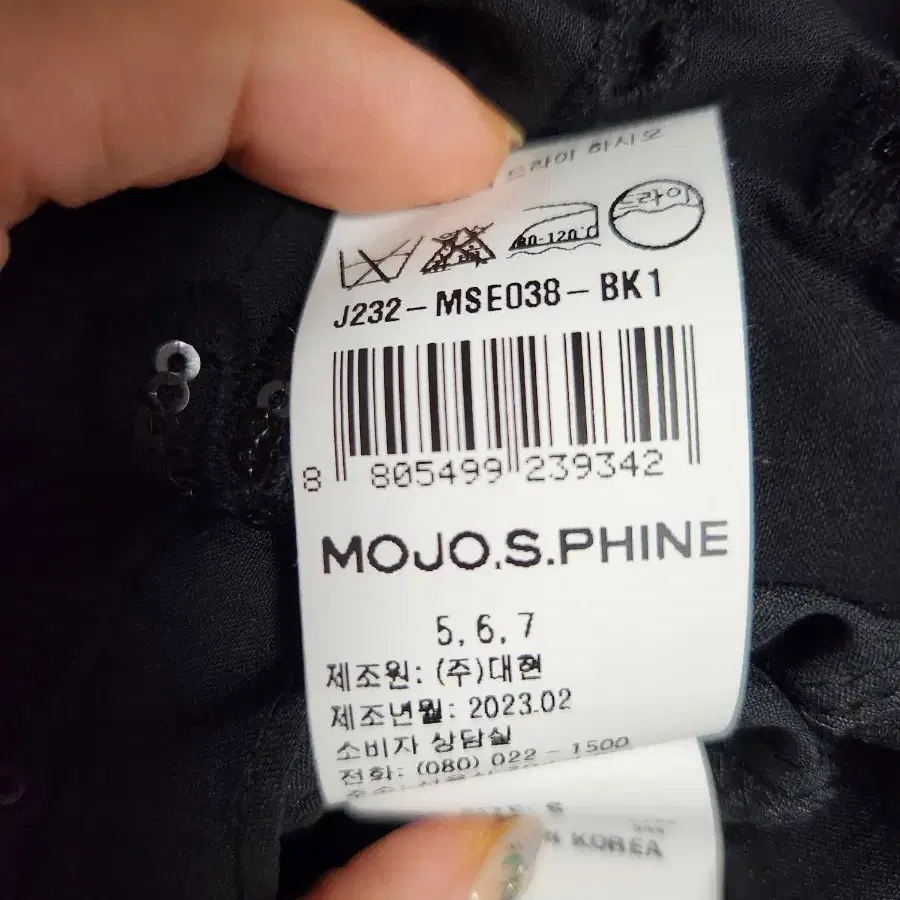 드라이 하시오
80-120°C 드라이
J232-MSE038-BK1
8 805499 239342
MOJO.S.PHINE
5, 6, 7
제조원: (주)대현
제조년월: 2023.02
소비자 상담실
전화: (080) 022 - 1500
S
KOREA